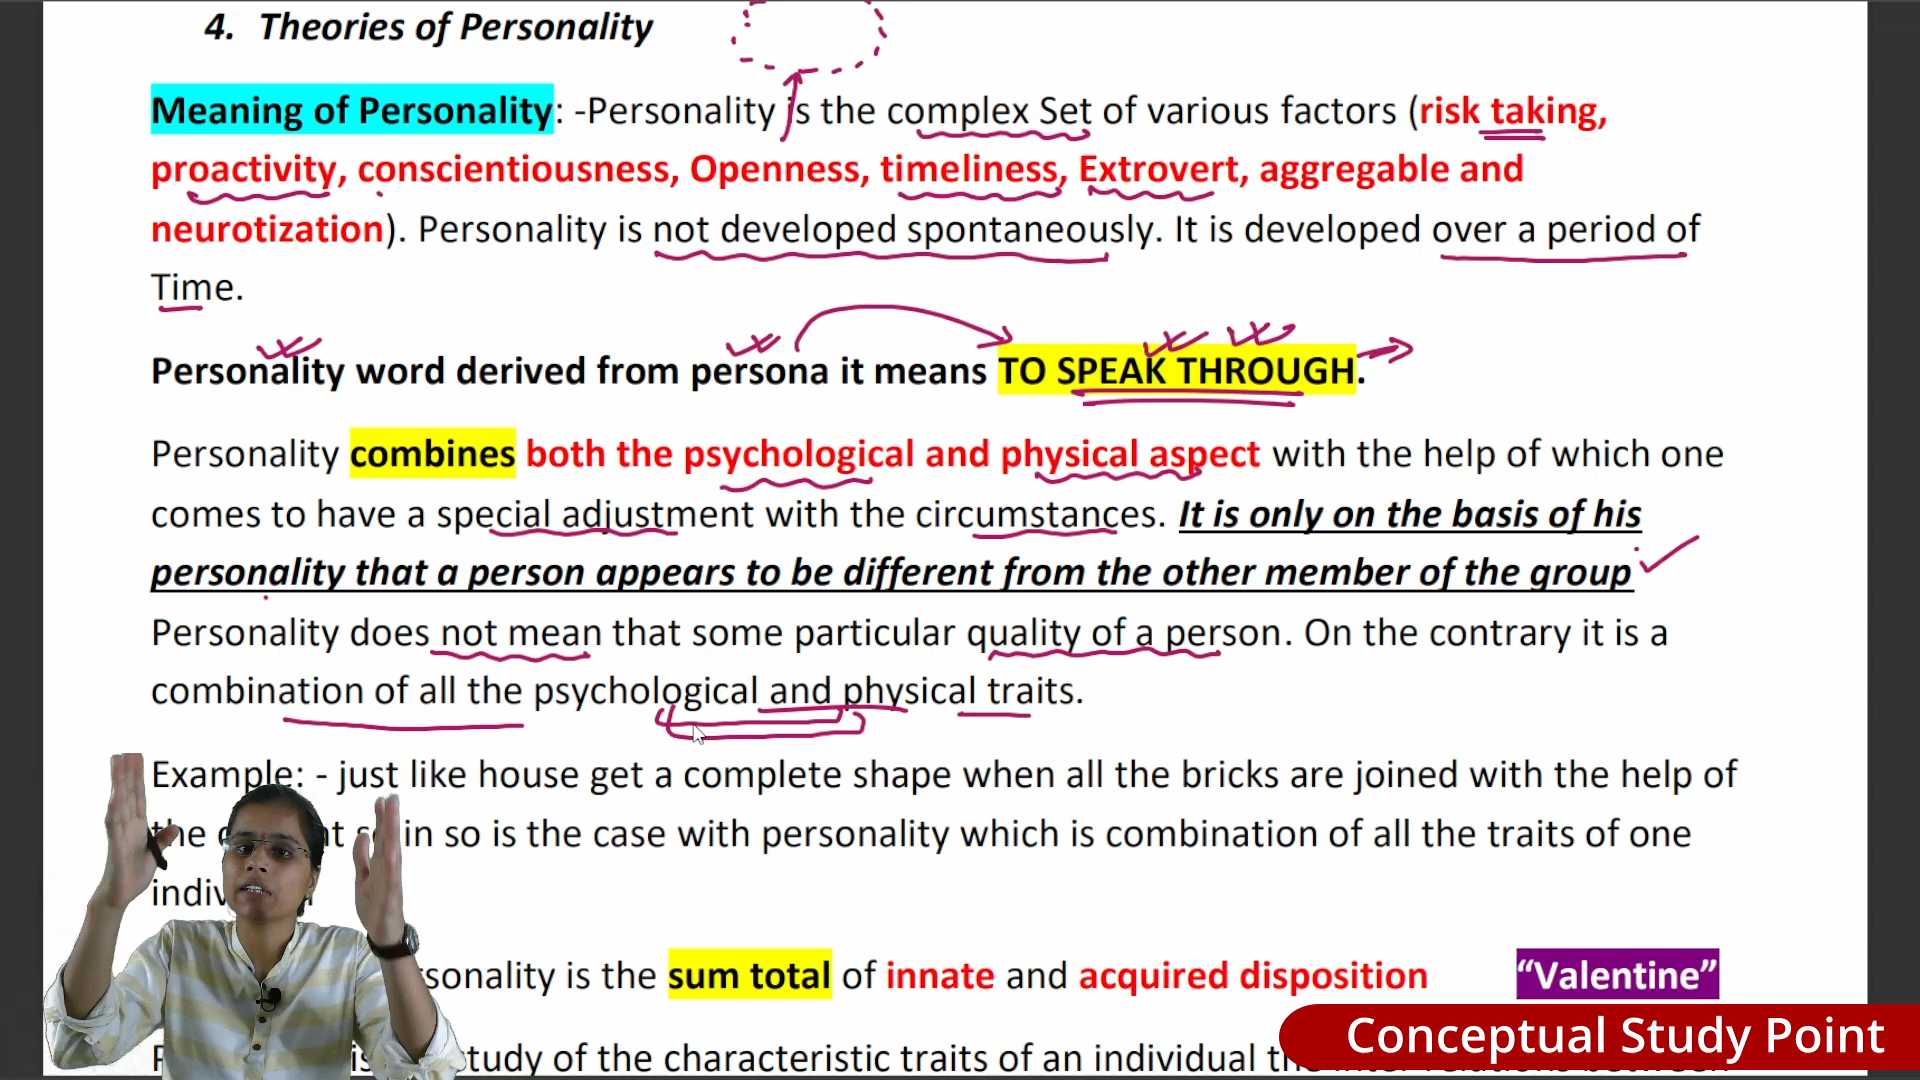 4. Theories of Personality
Meaning of Personality: -Personality is the complex Set of various factors (risk taking,
proactivity, conscientiousness, Openness, timeliness, Extrovert, aggregable and
neurotization). Personality is not developed spontaneously. It is developed over a period of
Time.
Personality word derived from persona it means TO SPEAK THROUGH.
Personality combines both the psychological and physical aspect with the help of which one
comes to have a special adjustment with the circumstances. It is only on the basis of his
personality that a person appears to be different from the other member of the group
Personality does not mean that some particular quality of a person. On the contrary it is a
combination of all the psychological and physical traits.
Example: - just like house get a complete shape when all the bricks are joined with the help of
the in so is the case with personality which is combination of all the traits of one
is the sum total of innate and acquired disposition “Valentine”
study of the characteristic traits of an individual
Conceptual Study Point